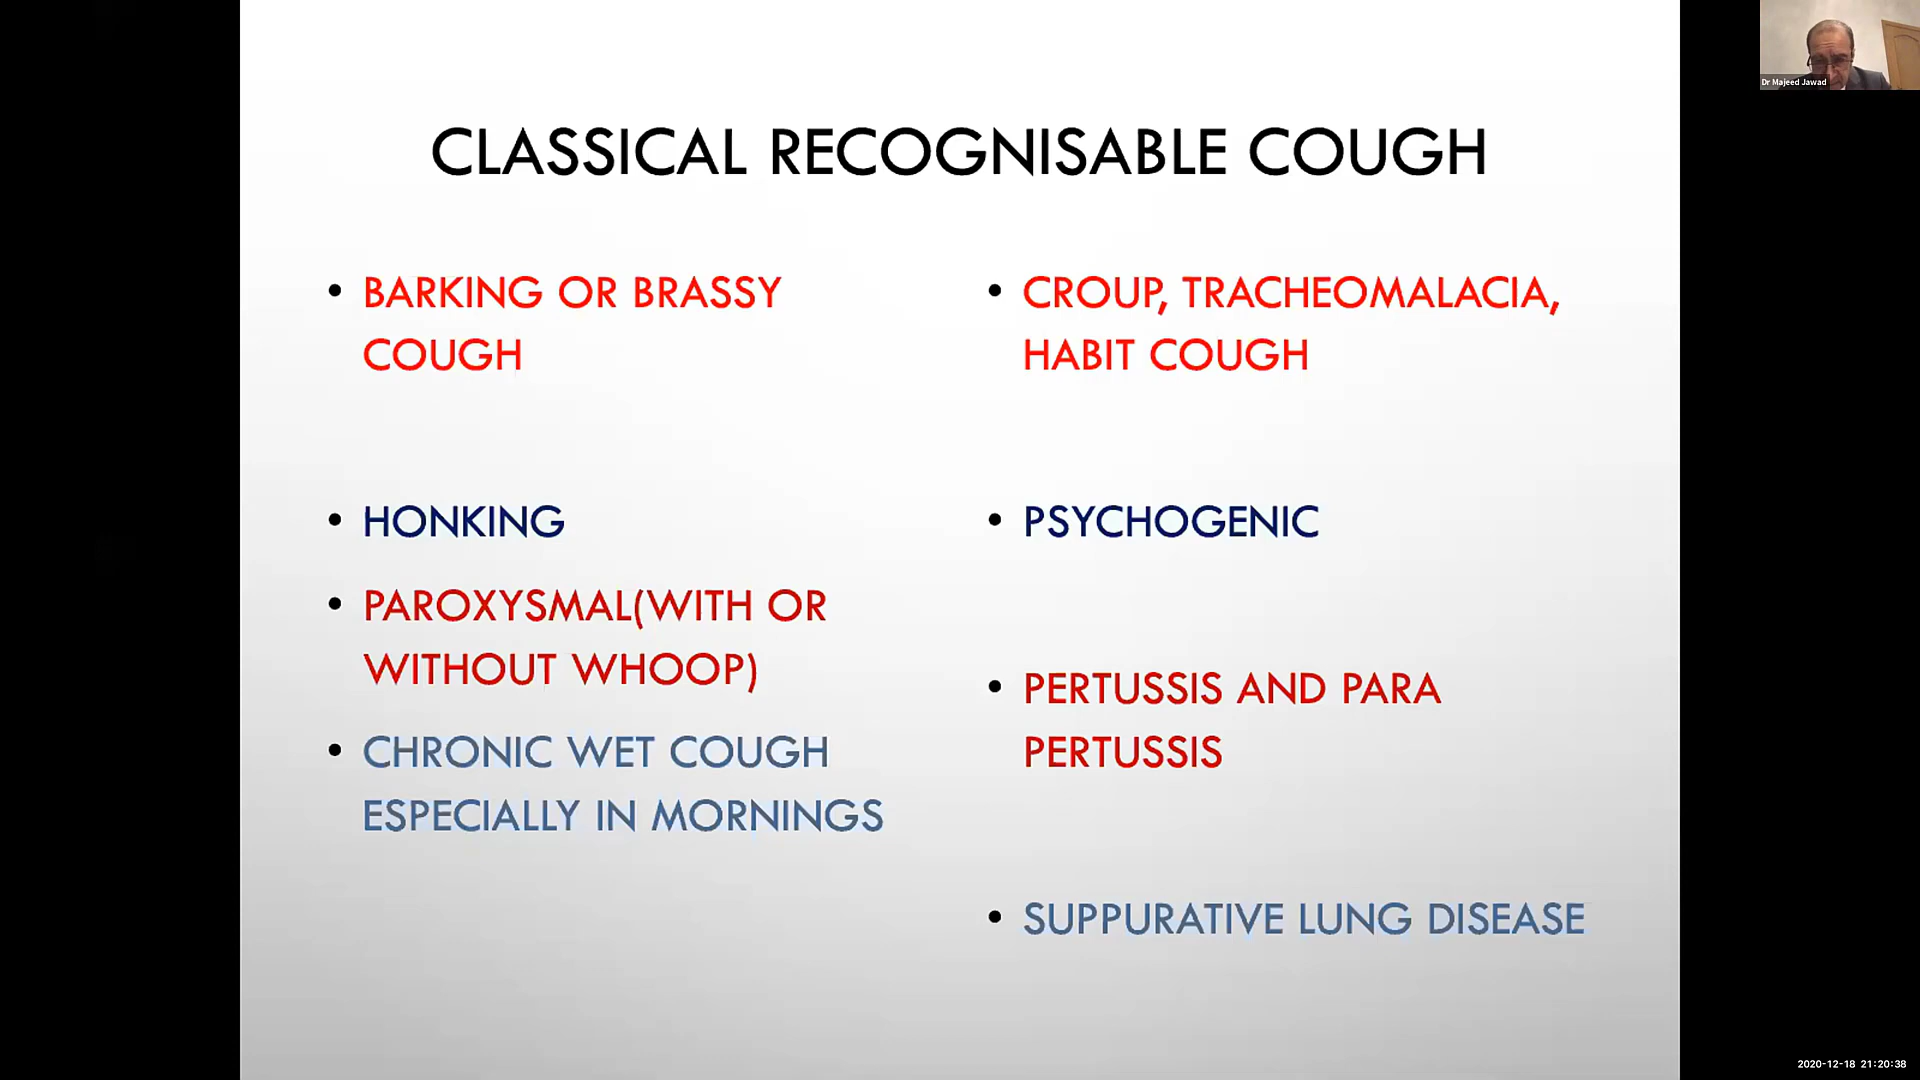 CLASSICAL RECOGNISABLE COUGH
• BARKING OR BRASSY
COUGH
• HONKING
• PAROXYSMAL(WITH OR
WITHOUT WHOOP)
• CHRONIC WET COUGH
ESPECIALLY IN MORNINGS
• CROUP, TRACHEOMALACIA,
HABIT COUGH
• PSYCHOGENIC
• PERTUSSIS AND PARA
PERTUSSIS
• SUPPURATIVE LUNG DISEASE
Dr Majeed Jawad
2020-12-18 21:20:38